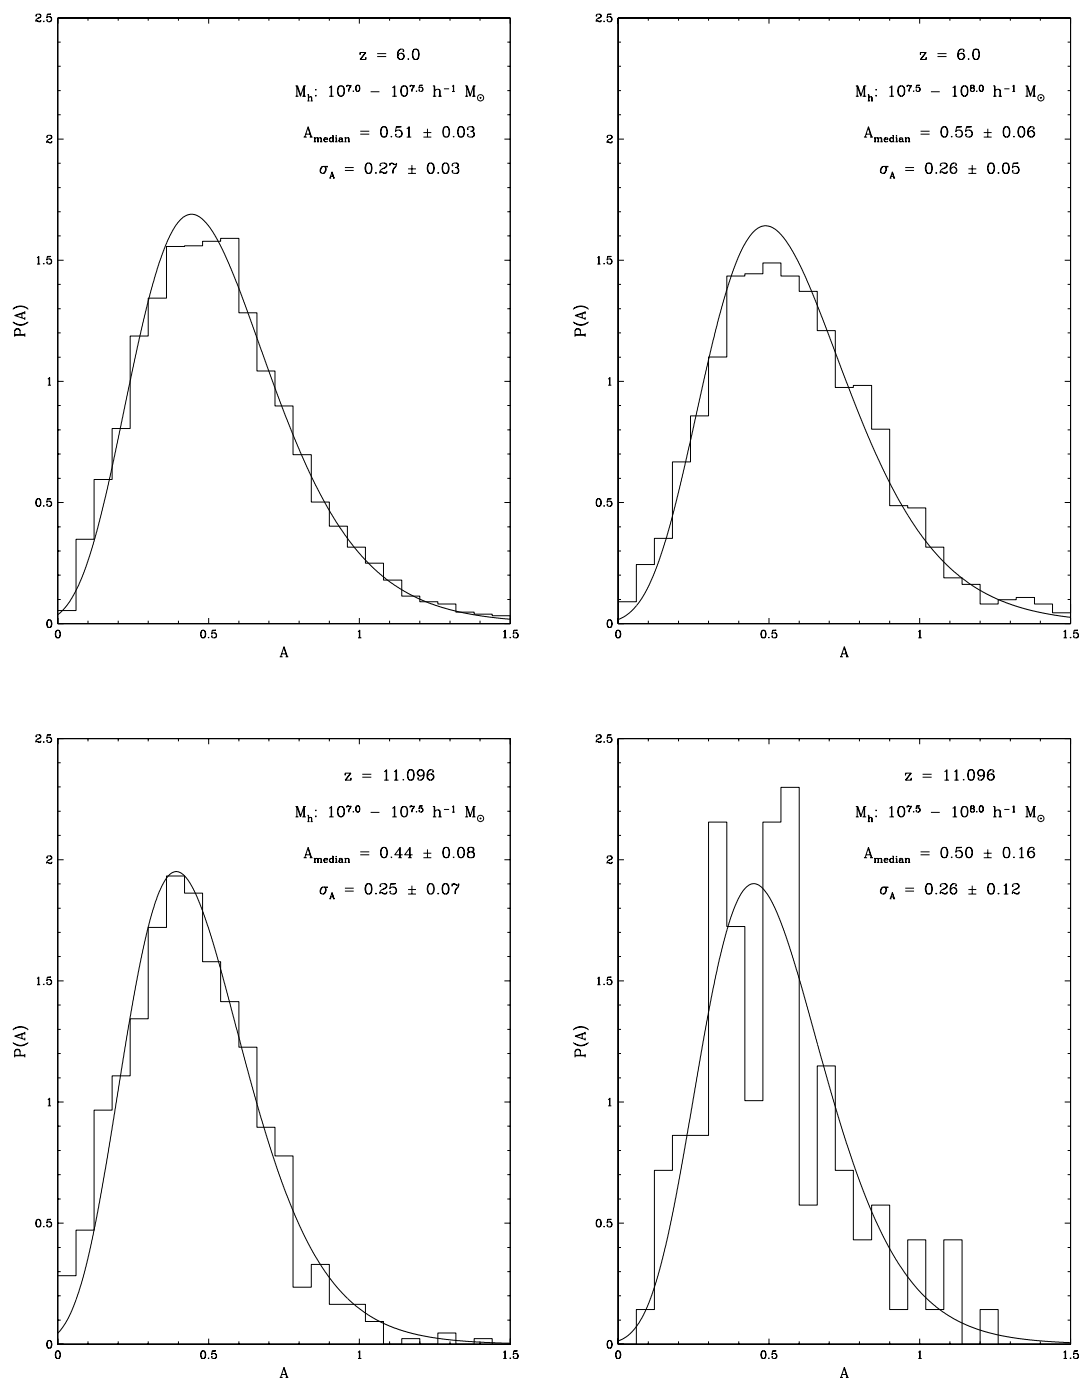 2.5
z = 6.0
M_h: 10^7.0 − 10^7.5 h^−1 M_⊙
A_median = 0.51 ± 0.03
σ_A = 0.27 ± 0.03
2
1.5
P(A)
1
0.5
0
0 0.5 1 1.5
A
2.5
z = 6.0
M_h: 10^7.5 − 10^8.0 h^−1 M_⊙
A_median = 0.55 ± 0.06
σ_A = 0.26 ± 0.05
2
1.5
P(A)
1
0.5
0
0 0.5 1 1.5
A
2.5
z = 11.096
M_h: 10^7.0 − 10^7.5 h^−1 M_⊙
A_median = 0.44 ± 0.08
σ_A = 0.25 ± 0.07
2
1.5
P(A)
1
0.5
0
0 0.5 1 1.5
A
2.5
z = 11.096
M_h: 10^7.5 − 10^8.0 h^−1 M_⊙
A_median = 0.50 ± 0.16
σ_A = 0.26 ± 0.12
2
1.5
P(A)
1
0.5
0
0 0.5 1 1.5
A